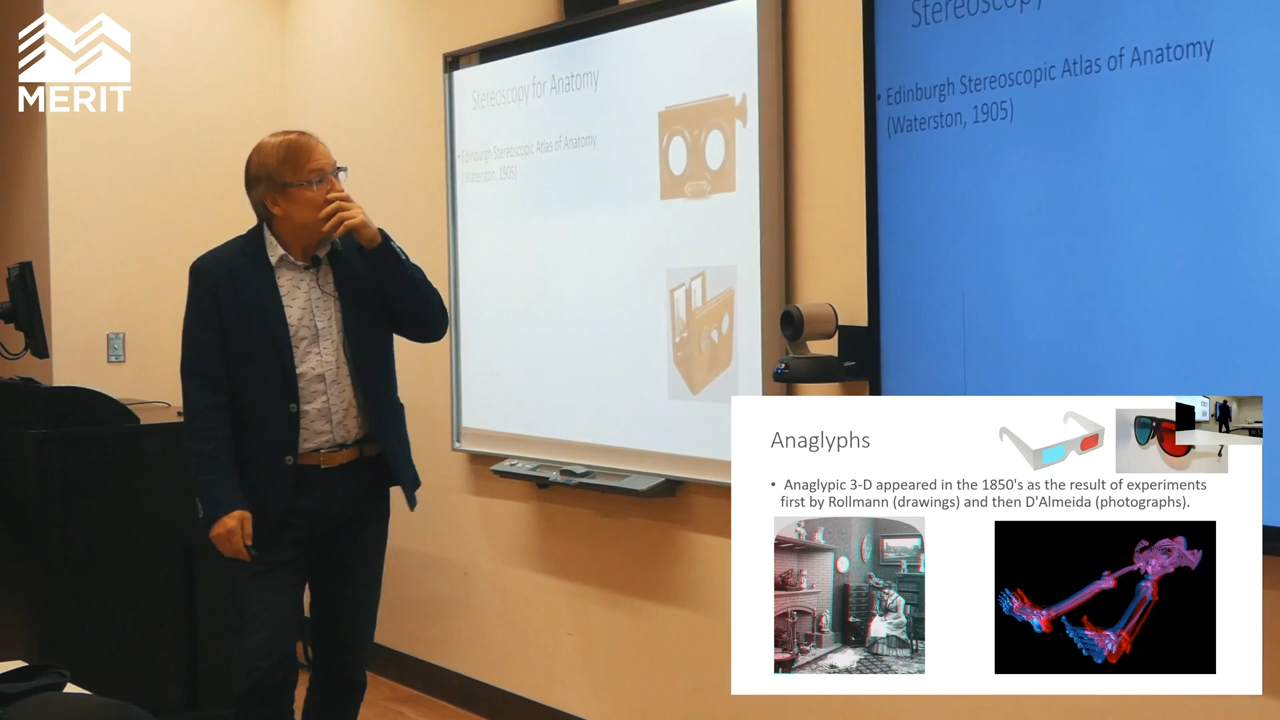 MERIT
Stereoscopy for Anatomy
• Edinburgh Stereoscopic Atlas of Anatomy
(Waterston, 1905)
Stereoscopy
• Edinburgh Stereoscopic Atlas of Anatomy
(Waterston, 1905)
Anaglyphs
• Anaglypic 3-D appeared in the 1850's as the result of experiments
first by Rollmann (drawings) and then D'Almeida (photographs).